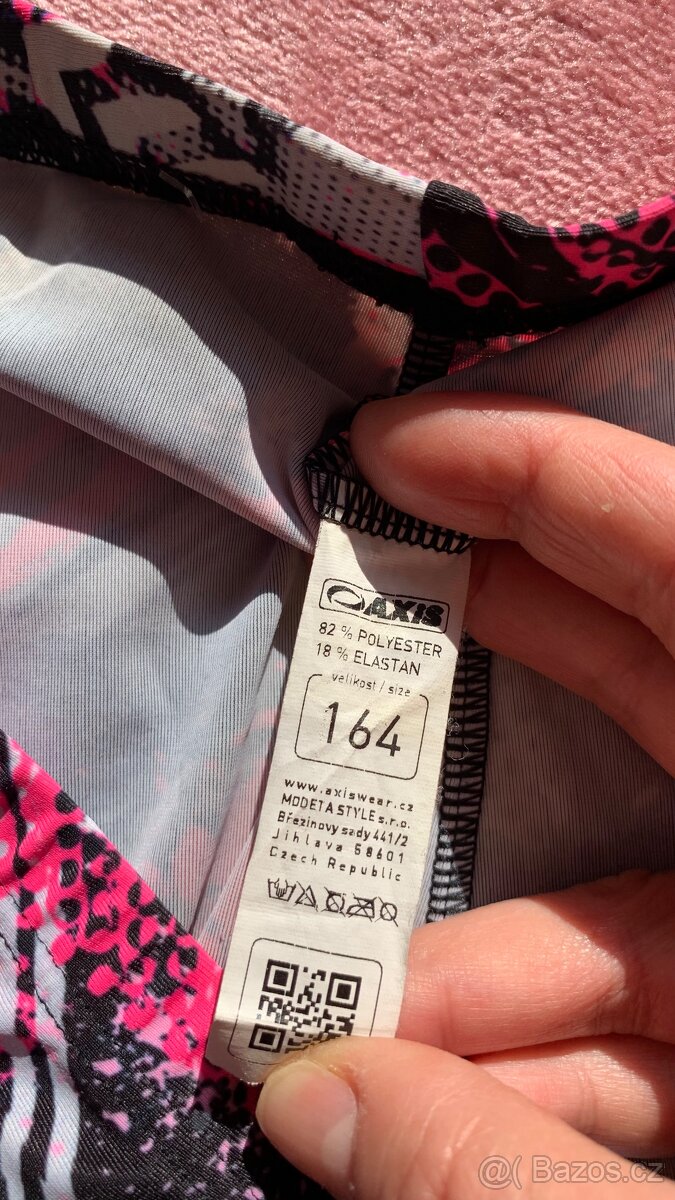 AXIS
82 % POLYESTER
18 % ELASTAN
velikost / size
164
www.axiswear.cz
MODETA STYLE s.r.o.
Březinovy sady 441/2
Jihlava 58601
Czech Republic
@( Bazos.cz